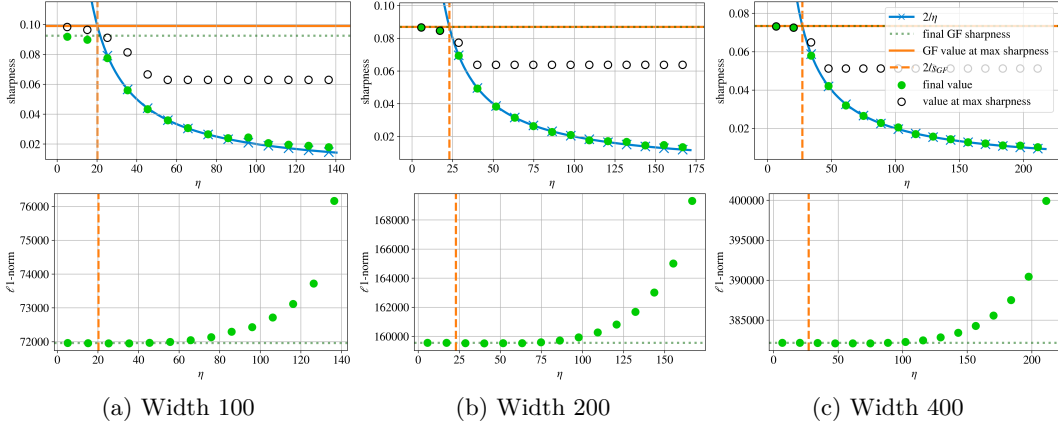 0.10
0.08
0.06
0.04
0.02
sharpness
0 20 40 60 80 100 120 140
η
0.10
0.08
0.06
0.04
0.02
sharpness
0 25 50 75 100 125 150 175
η
0.08
0.06
0.04
0.02
sharpness
0 50 100 150 200
η
2/η
final GF sharpness
GF value at max sharpness
2/s_GF
final value
value at max sharpness
76000
75000
74000
73000
72000
ℓ1-norm
0 20 40 60 80 100 120 140
η
168000
166000
164000
162000
160000
ℓ1-norm
0 25 50 75 100 125 150
η
400000
395000
390000
385000
ℓ1-norm
0 50 100 150 200
η
(a) Width 100
(b) Width 200
(c) Width 400